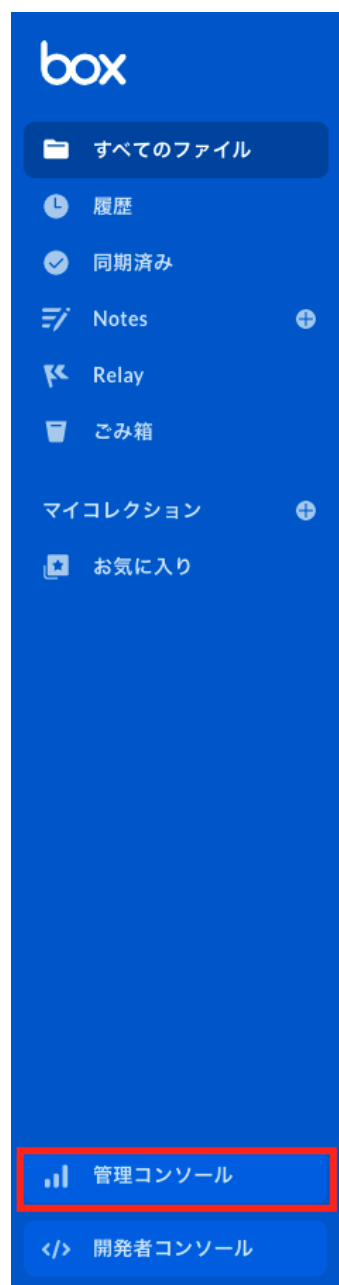 box
すべてのファイル
履歴
同期済み
Notes
Relay
ごみ箱
マイコレクション
お気に入り
管理コンソール
開発者コンソール